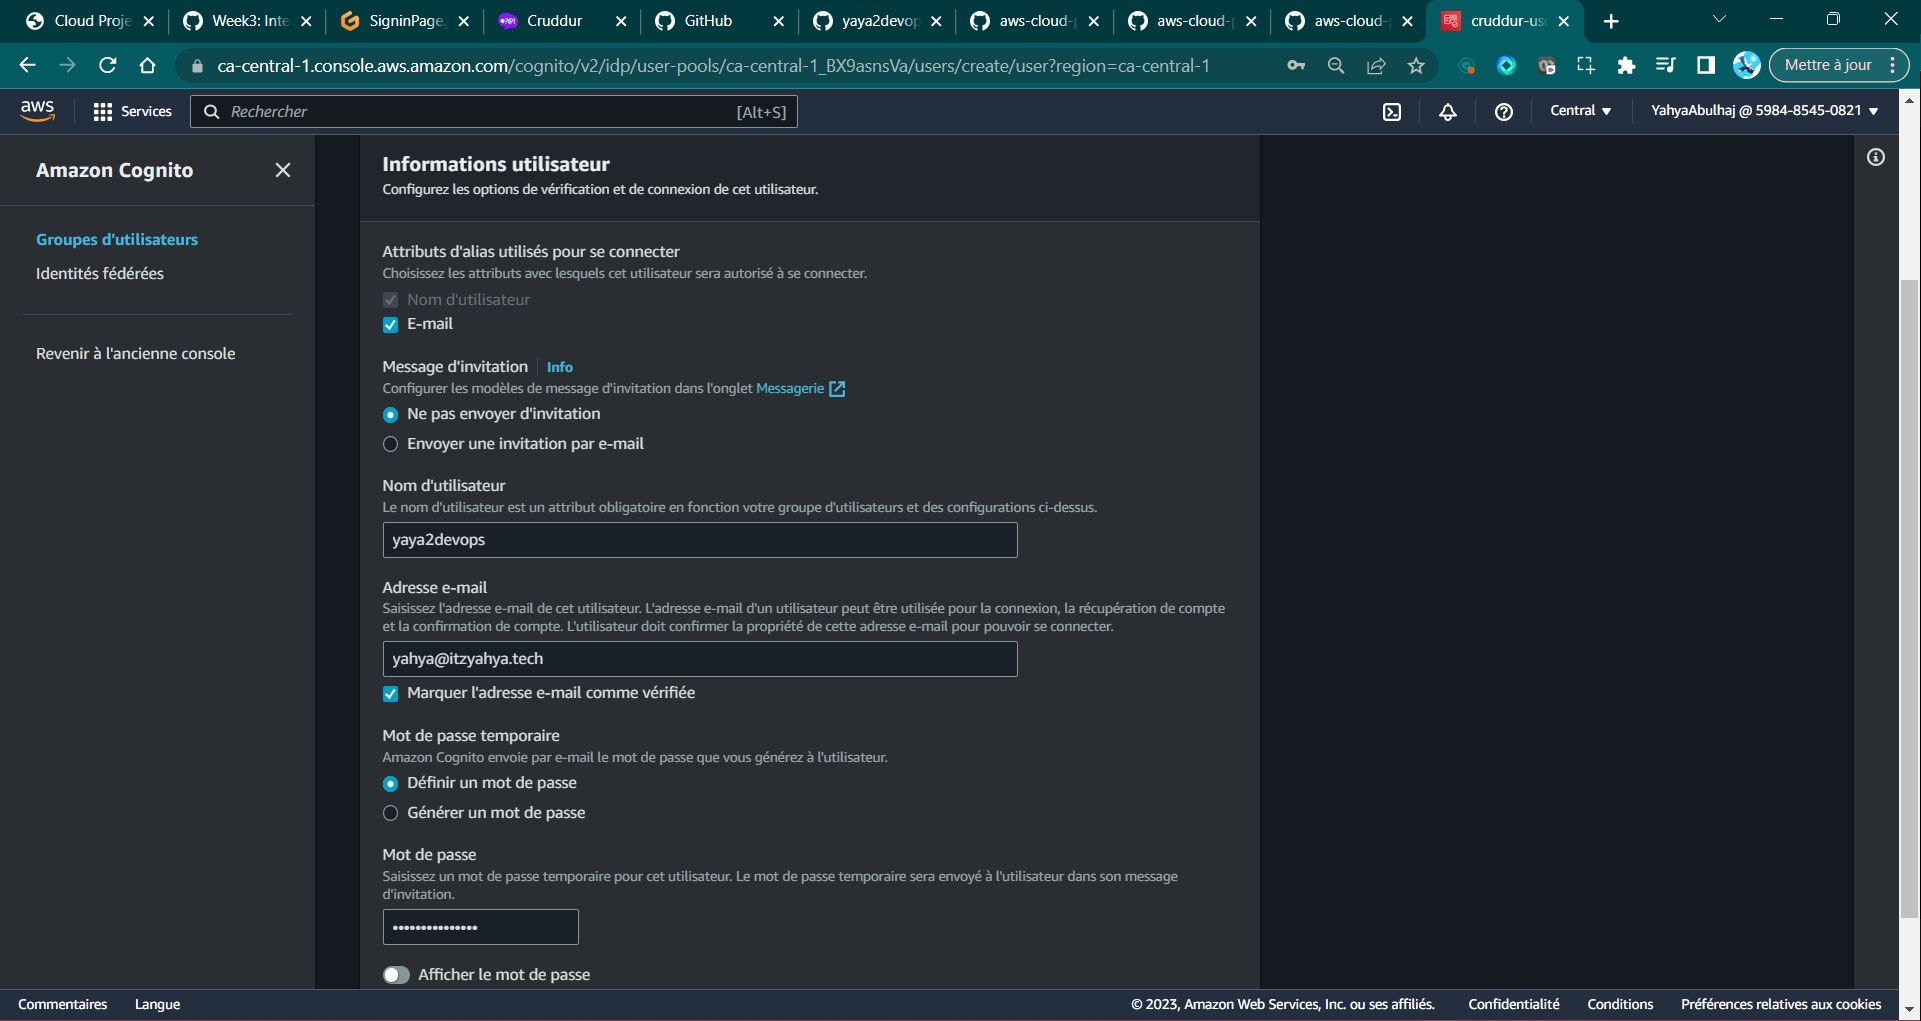 Cloud Proje
Week3: Inte
SigninPage.
Cruddur
GitHub
yaya2devop
aws-cloud-
aws-cloud-
aws-cloud-
cruddur-us
ca-central-1.console.aws.amazon.com/cognito/v2/idp/user-pools/ca-central-1_BX9asnsVa/users/create/user?region=ca-central-1
Mettre à jour
aws
Services
Rechercher
[Alt+S]
Central
YahyaAbulhaj @ 5984-8545-0821
Amazon Cognito
Groupes d'utilisateurs
Identités fédérées
Revenir à l'ancienne console
Informations utilisateur
Configurez les options de vérification et de connexion de cet utilisateur.
Attributs d'alias utilisés pour se connecter
Choisissez les attributs avec lesquels cet utilisateur sera autorisé à se connecter.
Nom d'utilisateur
E-mail
Message d'invitation
Info
Configurer les modèles de message d'invitation dans l'onglet Messagerie
Ne pas envoyer d'invitation
Envoyer une invitation par e-mail
Nom d'utilisateur
Le nom d'utilisateur est un attribut obligatoire en fonction votre groupe d'utilisateurs et des configurations ci-dessus.
yaya2devops
Adresse e-mail
Saisissez l'adresse e-mail de cet utilisateur. L'adresse e-mail d'un utilisateur peut être utilisée pour la connexion, la récupération de compte
et la confirmation de compte. L'utilisateur doit confirmer la propriété de cette adresse e-mail pour pouvoir se connecter.
yahya@itzyahya.tech
Marquer l'adresse e-mail comme vérifiée
Mot de passe temporaire
Amazon Cognito envoie par e-mail le mot de passe que vous générez à l'utilisateur.
Définir un mot de passe
Générer un mot de passe
Mot de passe
Saisissez un mot de passe temporaire pour cet utilisateur. Le mot de passe temporaire sera envoyé à l'utilisateur dans son message
d'invitation.
•••••••••••••••
Afficher le mot de passe
Commentaires
Langue
© 2023, Amazon Web Services, Inc. ou ses affiliés.
Confidentialité
Conditions
Préférences relatives aux cookies